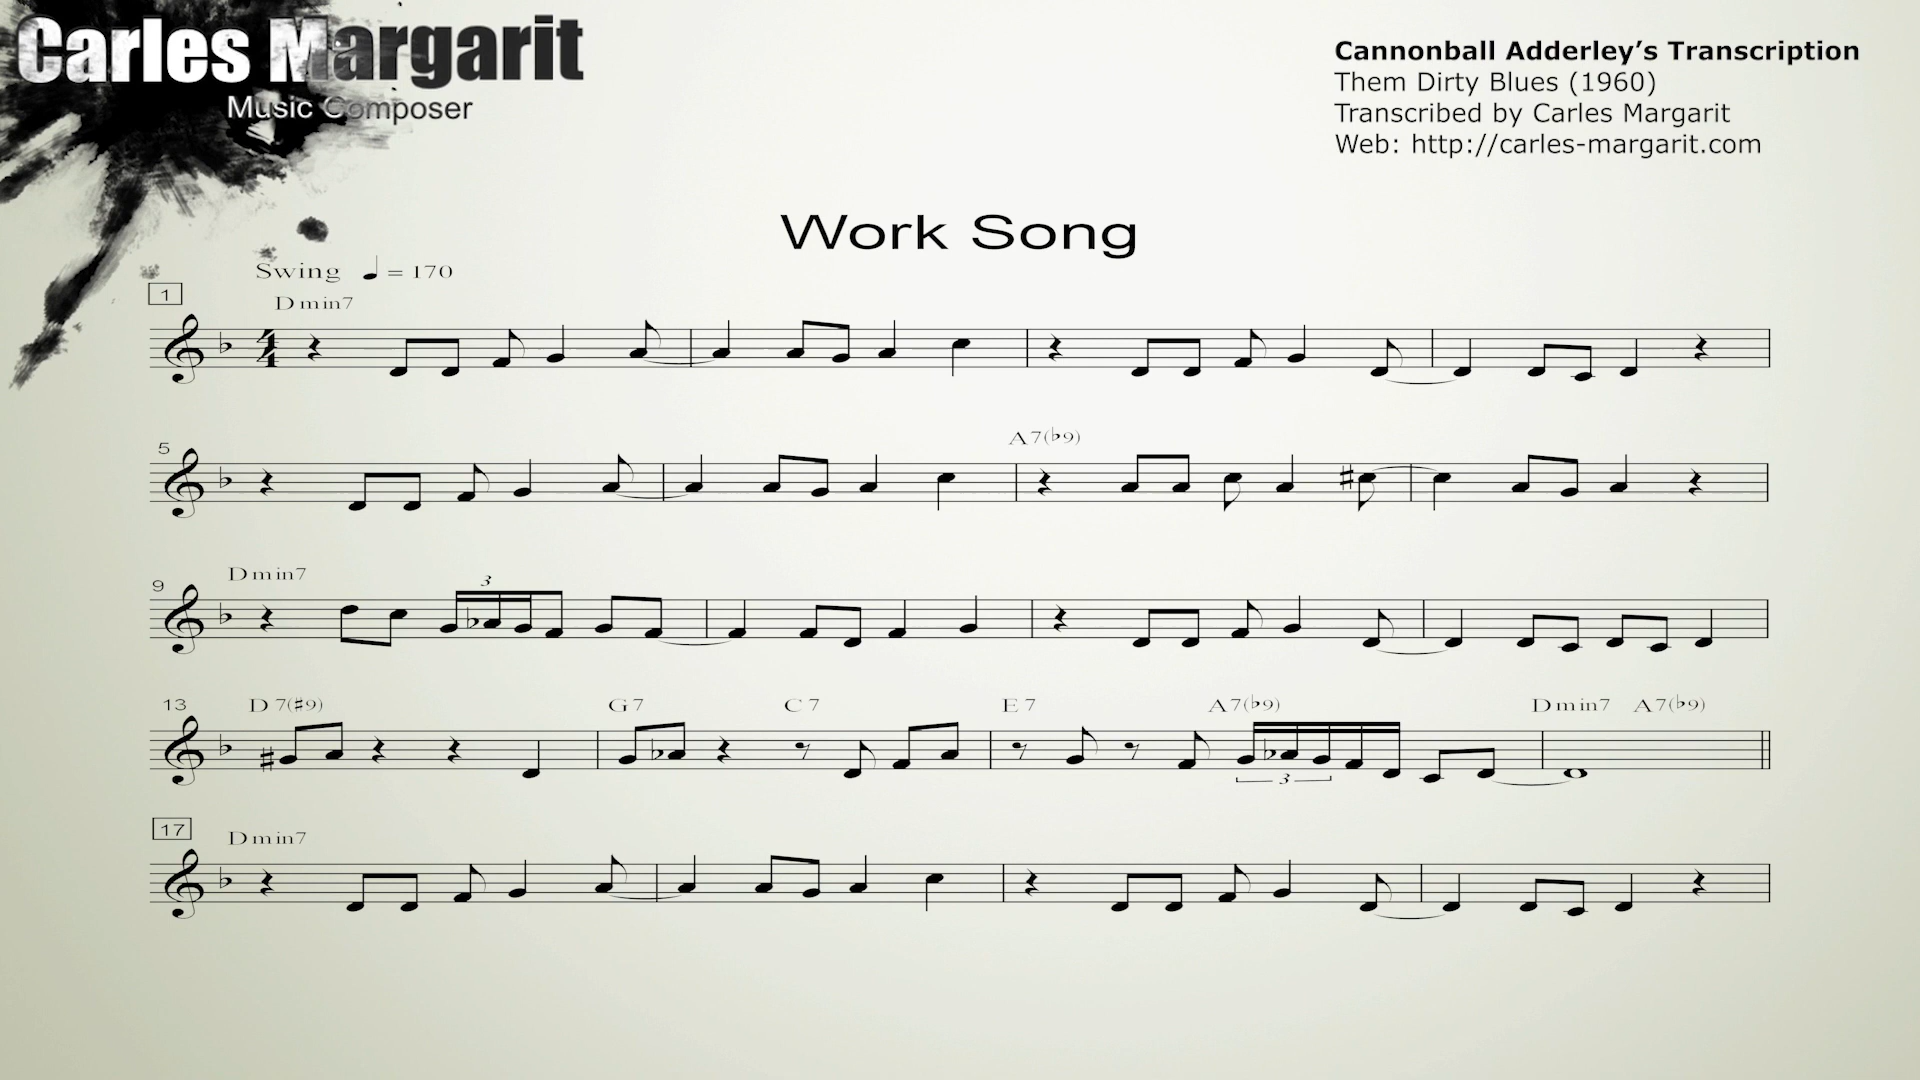 Carles Margarit
Music Composer
Cannonball Adderley’s Transcription
Them Dirty Blues (1960)
Transcribed by Carles Margarit
Web: http://carles-margarit.com
Work Song
Swing ♩ = 170
1
Dmin7
4
4
5
A7(♭9)
9
Dmin7
3
13
D7(♯9) G7 C7 E7 A7(♭9) Dmin7 A7(♭9)
3
17
Dmin7